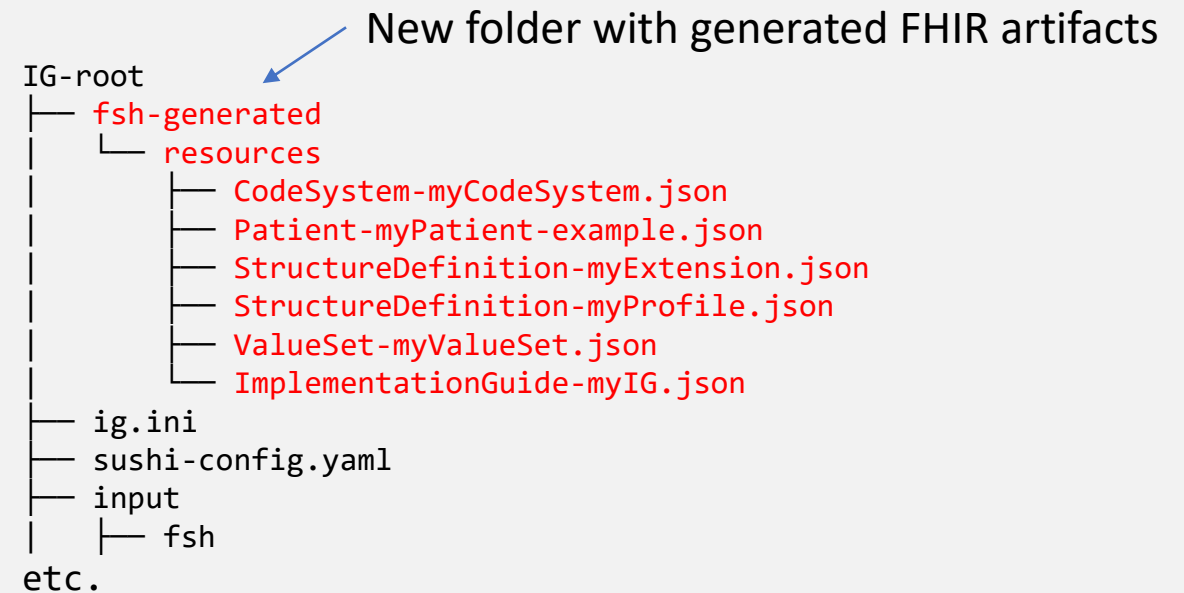 New folder with generated FHIR artifacts
IG-root
├── fsh-generated
│   └── resources
│       ├── CodeSystem-myCodeSystem.json
│       ├── Patient-myPatient-example.json
│       ├── StructureDefinition-myExtension.json
│       ├── StructureDefinition-myProfile.json
│       ├── ValueSet-myValueSet.json
│       └── ImplementationGuide-myIG.json
├── ig.ini
├── sushi-config.yaml
├── input
│   ├── fsh
etc.